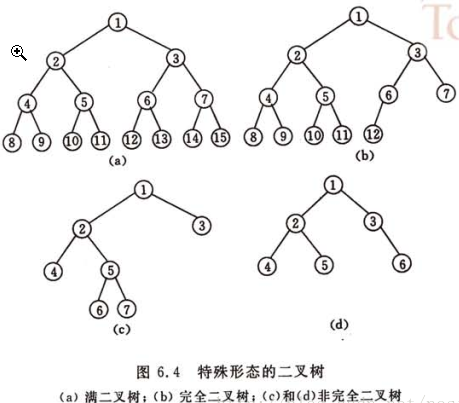 To
1 1
2 3 2 3
4 5 6 7 4 5 6 7
8 9 10 11 12 13 14 15 8 9 10 11 12
(a) (b)
1 1
2 3 2 3
4 5 4 5 6
6 7
(c) (d)
图 6.4 特殊形态的二叉树
(a) 满二叉树；(b) 完全二叉树；(c)和(d)非完全二叉树